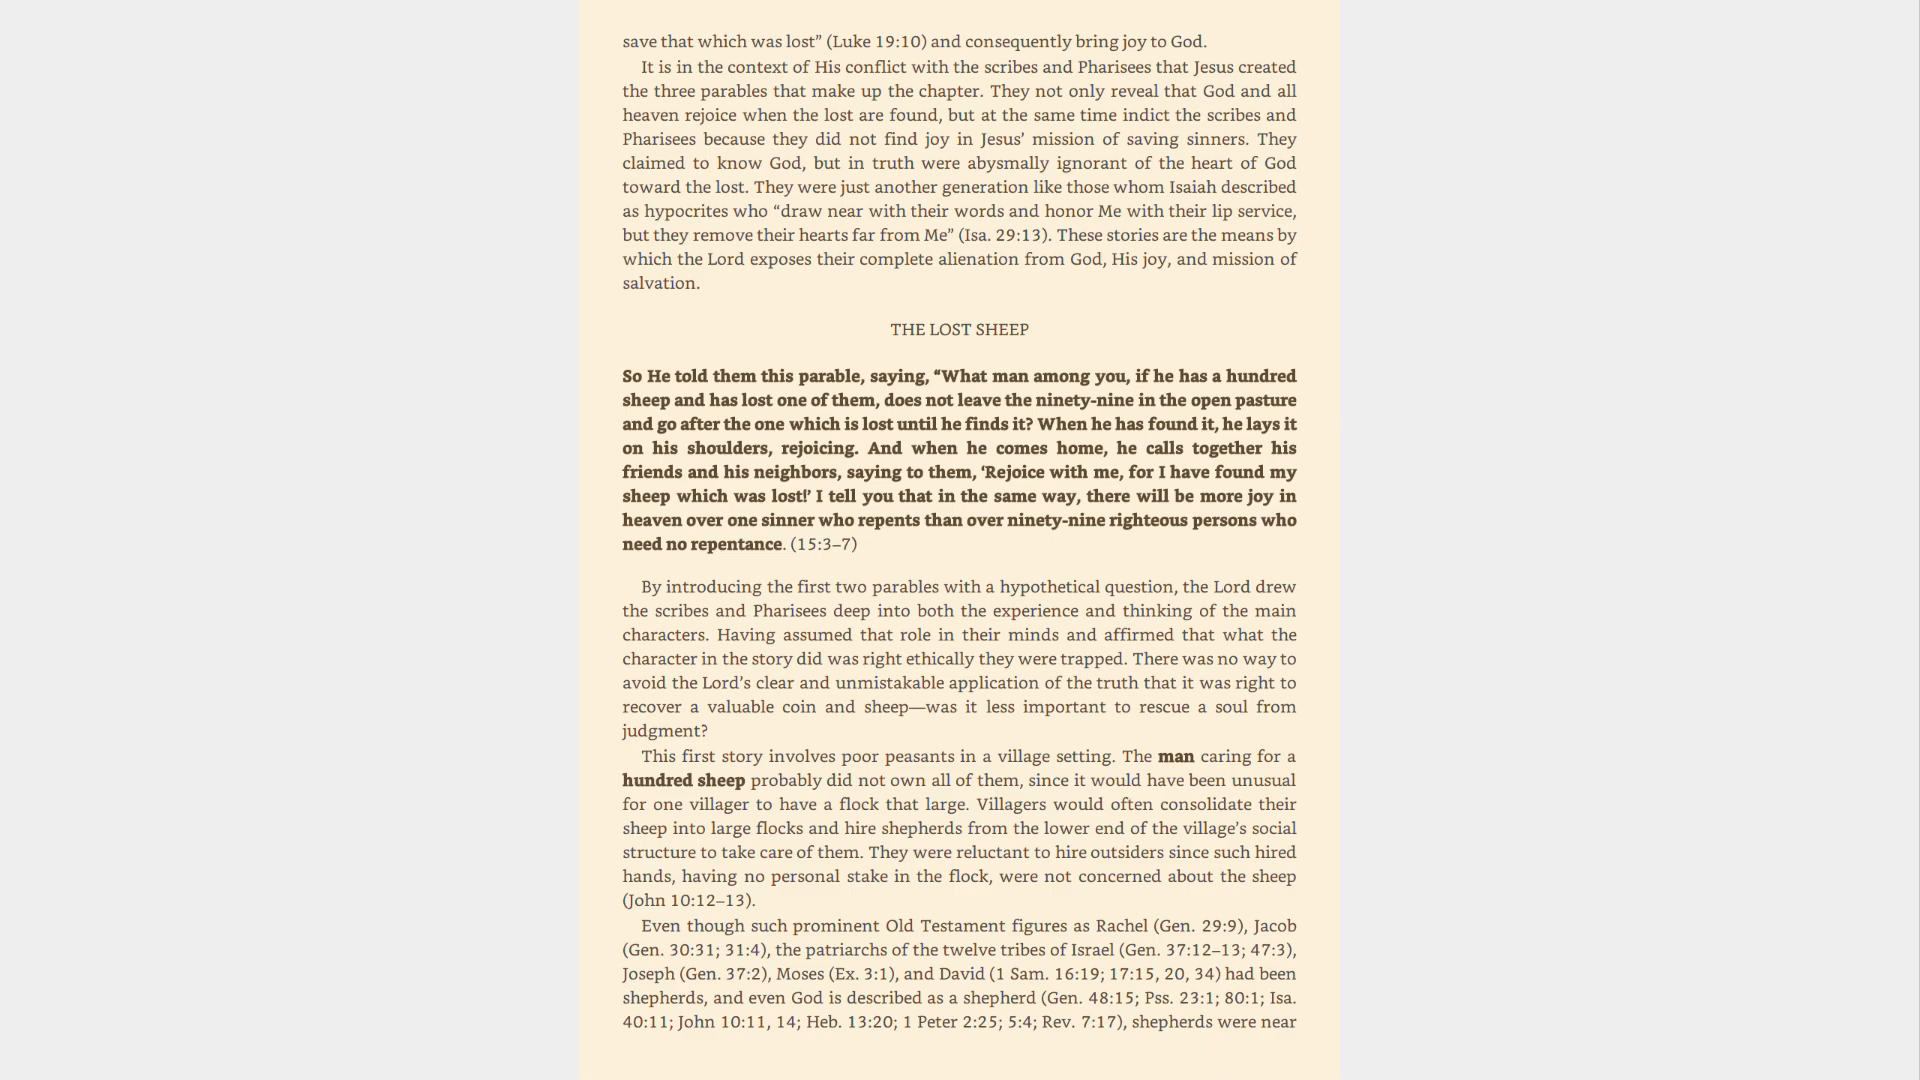 save that which was lost” (Luke 19:10) and consequently bring joy to God.
It is in the context of His conflict with the scribes and Pharisees that Jesus created
the three parables that make up the chapter. They not only reveal that God and all
heaven rejoice when the lost are found, but at the same time indict the scribes and
Pharisees because they did not find joy in Jesus’ mission of saving sinners. They
claimed to know God, but in truth were abysmally ignorant of the heart of God
toward the lost. They were just another generation like those whom Isaiah described
as hypocrites who “draw near with their words and honor Me with their lip service,
but they remove their hearts far from Me” (Isa. 29:13). These stories are the means by
which the Lord exposes their complete alienation from God, His joy, and mission of
salvation.
THE LOST SHEEP
So He told them this parable, saying, “What man among you, if he has a hundred
sheep and has lost one of them, does not leave the ninety-nine in the open pasture
and go after the one which is lost until he finds it? When he has found it, he lays it
on his shoulders, rejoicing. And when he comes home, he calls together his
friends and his neighbors, saying to them, ‘Rejoice with me, for I have found my
sheep which was lost!’ I tell you that in the same way, there will be more joy in
heaven over one sinner who repents than over ninety-nine righteous persons who
need no repentance. (15:3–7)
By introducing the first two parables with a hypothetical question, the Lord drew
the scribes and Pharisees deep into both the experience and thinking of the main
characters. Having assumed that role in their minds and affirmed that what the
character in the story did was right ethically they were trapped. There was no way to
avoid the Lord’s clear and unmistakable application of the truth that it was right to
recover a valuable coin and sheep—was it less important to rescue a soul from
judgment?
This first story involves poor peasants in a village setting. The man caring for a
hundred sheep probably did not own all of them, since it would have been unusual
for one villager to have a flock that large. Villagers would often consolidate their
sheep into large flocks and hire shepherds from the lower end of the village’s social
structure to take care of them. They were reluctant to hire outsiders since such hired
hands, having no personal stake in the flock, were not concerned about the sheep
(John 10:12–13).
Even though such prominent Old Testament figures as Rachel (Gen. 29:9), Jacob
(Gen. 30:31; 31:4), the patriarchs of the twelve tribes of Israel (Gen. 37:12–13; 47:3),
Joseph (Gen. 37:2), Moses (Ex. 3:1), and David (1 Sam. 16:19; 17:15, 20, 34) had been
shepherds, and even God is described as a shepherd (Gen. 48:15; Pss. 23:1; 80:1; Isa.
40:11; John 10:11, 14; Heb. 13:20; 1 Peter 2:25; 5:4; Rev. 7:17), shepherds were near